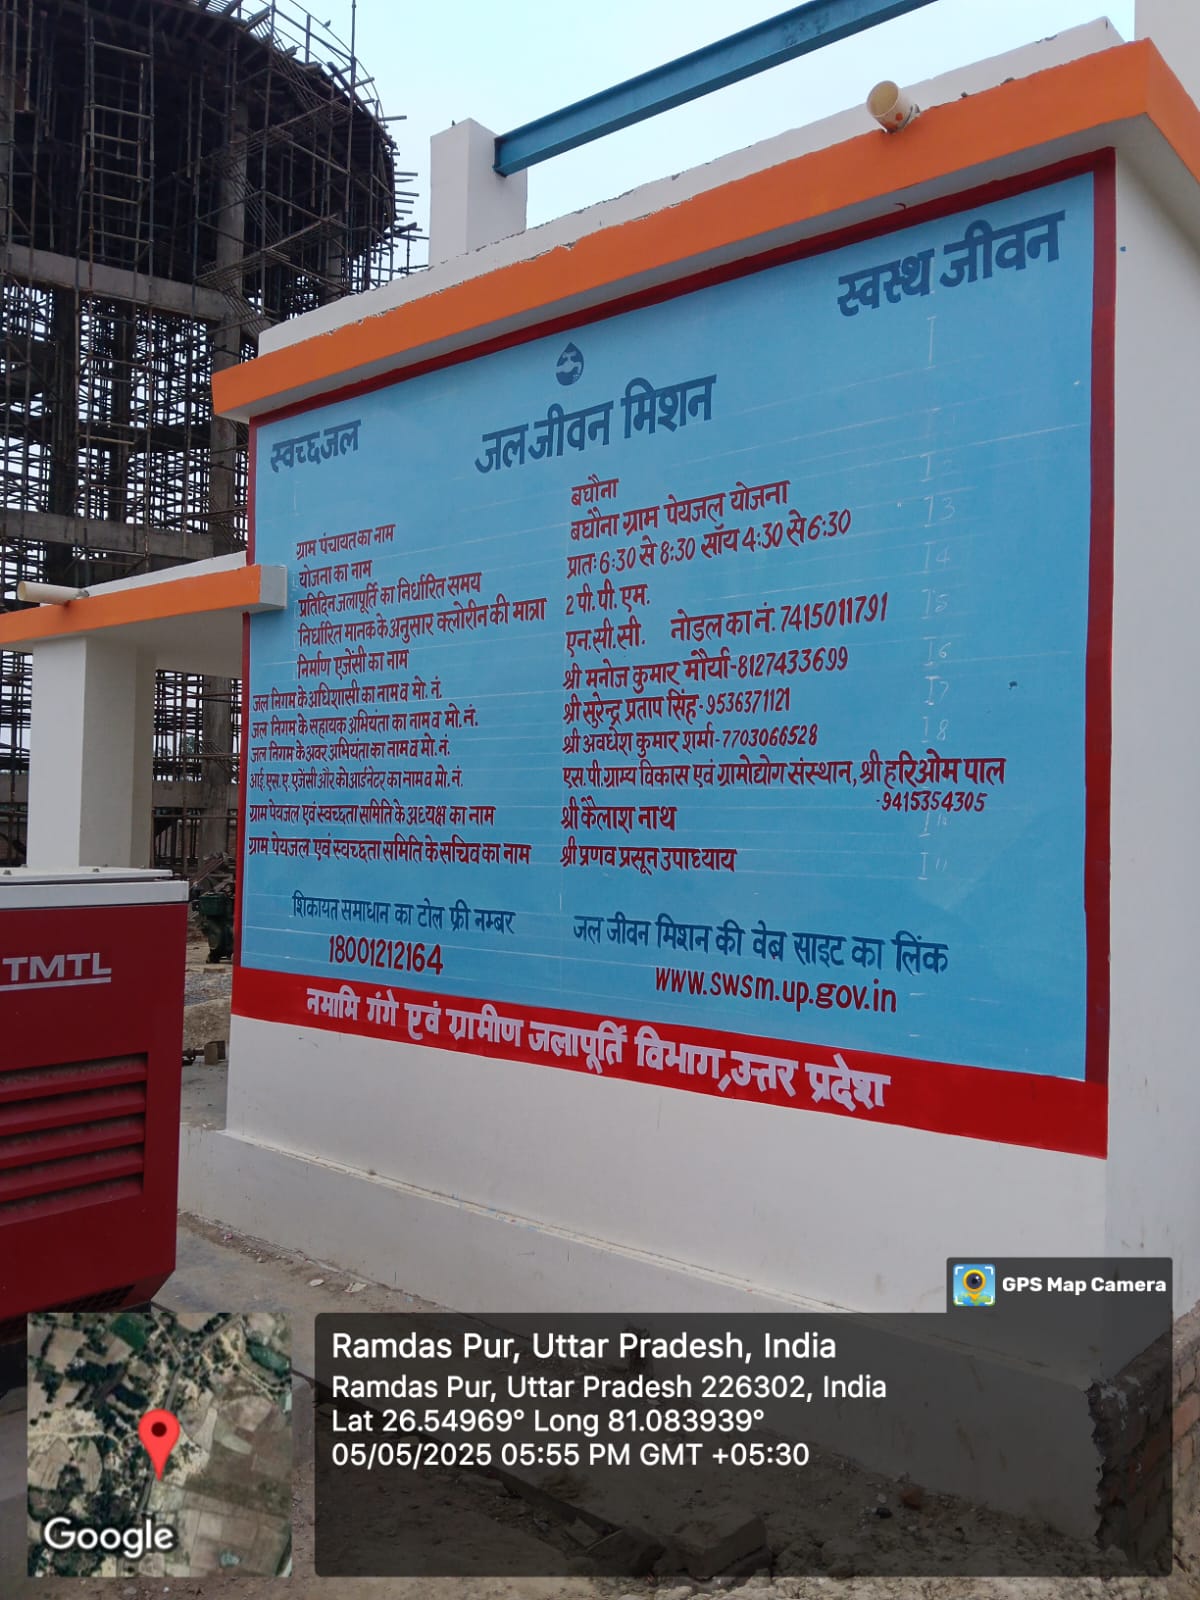 स्वच्छ जल
स्वस्थ जीवन
जल जीवन मिशन
ग्राम पंचायत का नाम बघौना
योजना का नाम बघौना ग्राम पेयजल योजना
प्रतिदिन जलापूर्ति का निर्धारित समय प्रातः 6:30 से 8:30 सॉय 4:30 से 6:30
निर्धारित मानक के अनुसार क्लोरीन की मात्रा 2 पी. पी. एम.
निर्माण एजेंसी का नाम एन. सी. सी. नोडल का नं. 7415011791
जल निगम के अधिशासी का नाम व मो. नं. श्री मनोज कुमार मौर्या-8127433699
जल निगम के सहायक अभियंता का नाम व मो. नं. श्री सुरेन्द्र प्रताप सिंह-9536371121
जल निगम के अवर अभियंता का नाम व मो. नं. श्री अवधेश कुमार शर्मा-7703066528
आई. एस. ए. एजेंसी और कोआर्डनेटर का नाम व मो. नं. एस. पी. ग्राम्य विकास एवं ग्रामोद्योग संस्थान, श्री हरिओम पाल
-9415354305
ग्राम पेयजल एवं स्वच्छता समिति के अध्यक्ष का नाम श्री कैलाश नाथ
ग्राम पेयजल एवं स्वच्छता समिति के सचिव का नाम श्री प्रणव प्रसून उपाध्याय
शिकायत समाधान का टोल फ्री नम्बर
18001212164
जल जीवन मिशन की वेब साइट का लिंक
www.swsm.up.gov.in
नमामि गंगे एवं ग्रामीण जलापूर्ति विभाग, उत्तर प्रदेश
TMTL
GPS Map Camera
Ramdas Pur, Uttar Pradesh, India
Ramdas Pur, Uttar Pradesh 226302, India
Lat 26.54969° Long 81.083939°
05/05/2025 05:55 PM GMT +05:30
Google